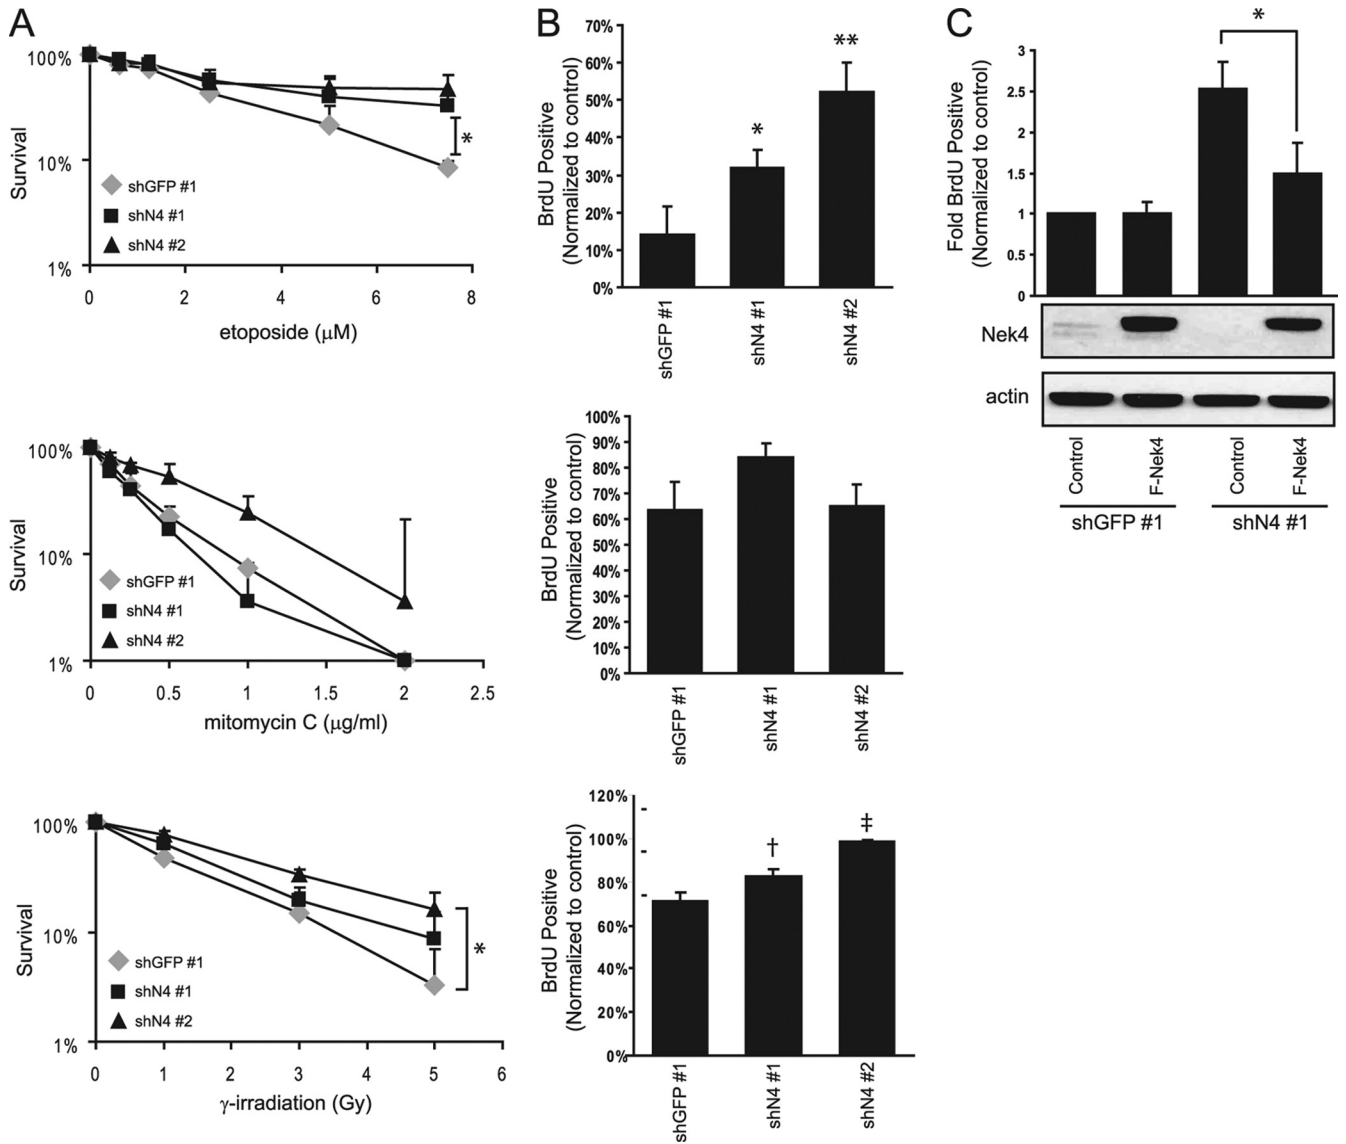 A
100%
10%
1%
Survival
shGFP #1
shN4 #1
shN4 #2
*
0 2 4 6 8
etoposide (μM)
100%
10%
1%
Survival
shGFP #1
shN4 #1
shN4 #2
0 0.5 1 1.5 2 2.5
mitomycin C (μg/ml)
100%
10%
1%
Survival
shGFP #1
shN4 #1
shN4 #2
*
0 1 2 3 4 5 6
γ-irradiation (Gy)
B
70%
60%
50%
40%
30%
20%
10%
0%
BrdU Positive
(Normalized to control)
*
**
shGFP #1
shN4 #1
shN4 #2
100%
90%
80%
70%
60%
50%
40%
30%
20%
10%
0%
BrdU Positive
(Normalized to control)
shGFP #1
shN4 #1
shN4 #2
120%
100%
80%
60%
40%
20%
0%
BrdU Positive
(Normalized to control)
†
‡
shGFP #1
shN4 #1
shN4 #2
C
3
2.5
2
1.5
1
0.5
0
Fold BrdU Positive
(Normalized to control)
*
Nek4
actin
Control
F-Nek4
Control
F-Nek4
shGFP #1
shN4 #1